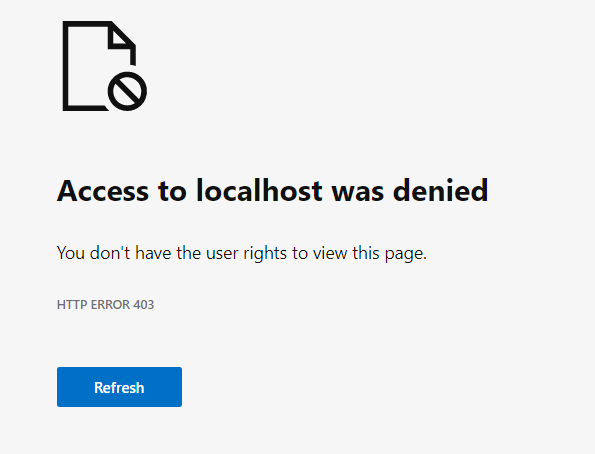 Access to localhost was denied
You don't have the user rights to view this page.
HTTP ERROR 403
Refresh